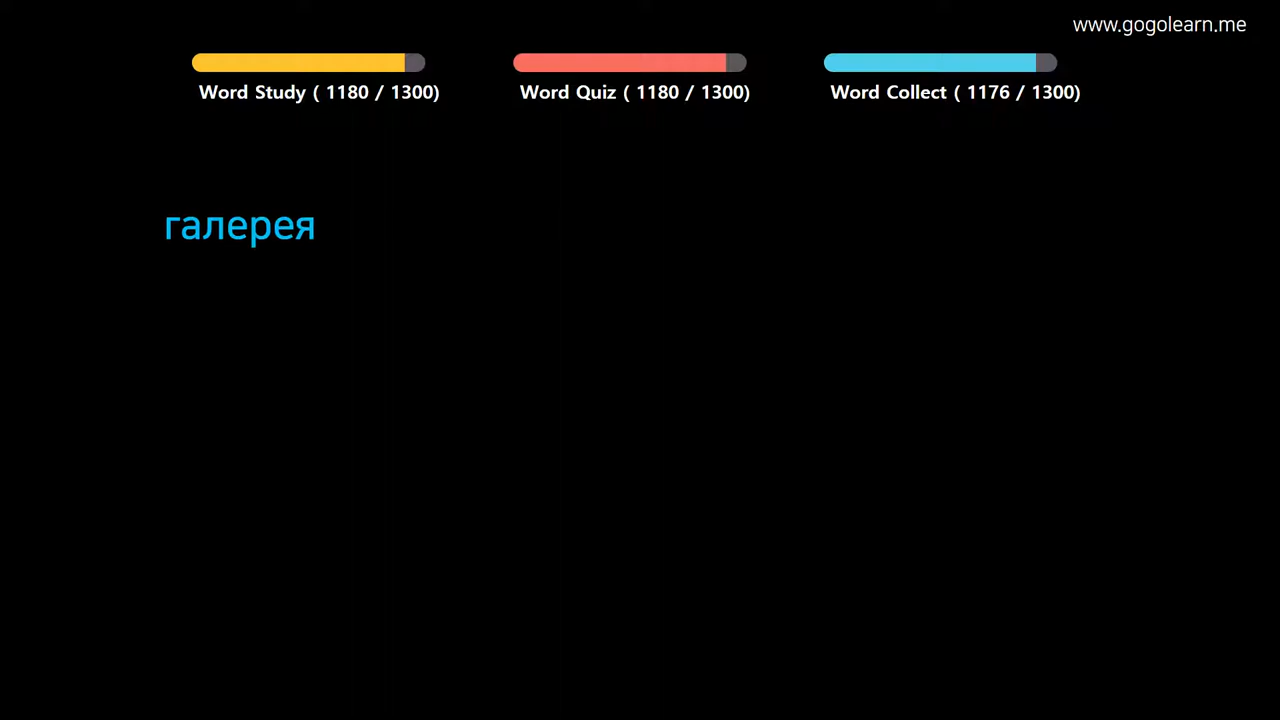 www.gogolearn.me
Word Study ( 1180 / 1300)
Word Quiz ( 1180 / 1300)
Word Collect ( 1176 / 1300)
галерея